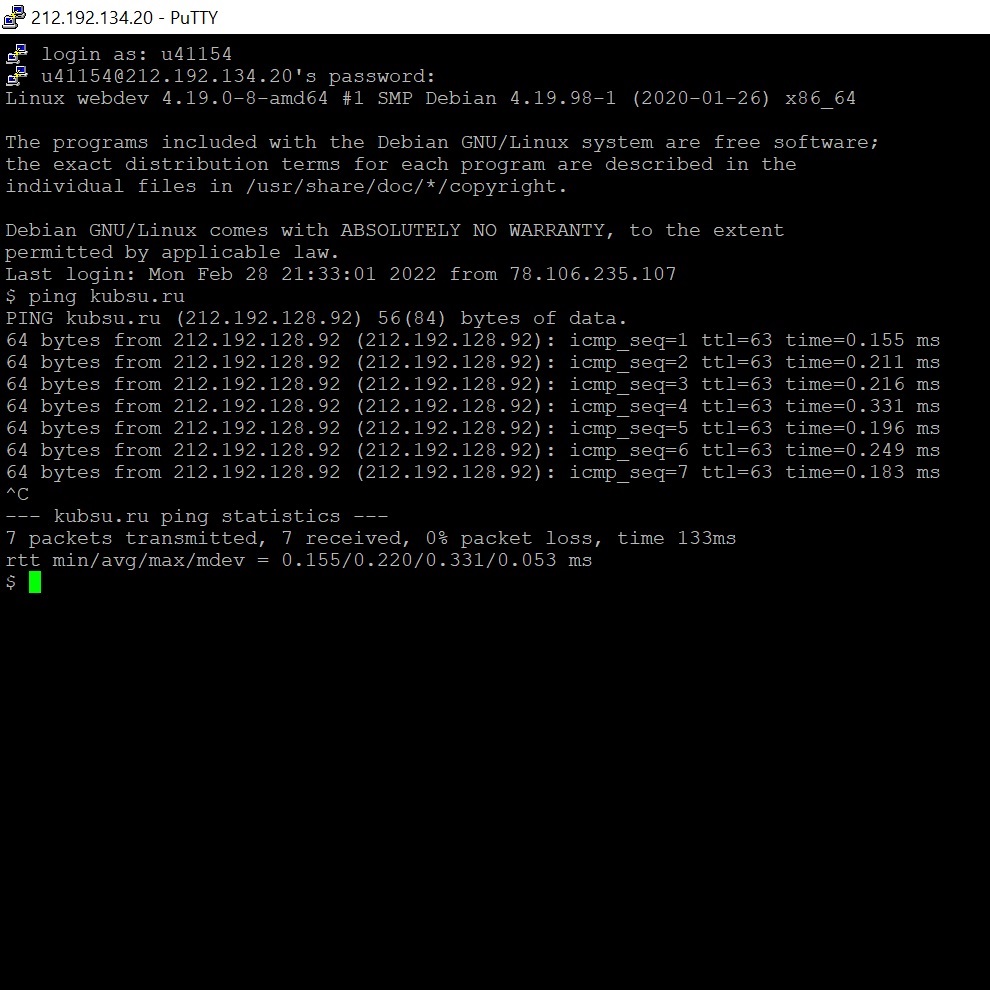 212.192.134.20 - PuTTY
login as: u41154
u41154@212.192.134.20's password:
Linux webdev 4.19.0-8-amd64 #1 SMP Debian 4.19.98-1 (2020-01-26) x86_64
The programs included with the Debian GNU/Linux system are free software;
the exact distribution terms for each program are described in the
individual files in /usr/share/doc/*/copyright.
Debian GNU/Linux comes with ABSOLUTELY NO WARRANTY, to the extent
permitted by applicable law.
Last login: Mon Feb 28 21:33:01 2022 from 78.106.235.107
$ ping kubsu.ru
PING kubsu.ru (212.192.128.92) 56(84) bytes of data.
64 bytes from 212.192.128.92 (212.192.128.92): icmp_seq=1 ttl=63 time=0.155 ms
64 bytes from 212.192.128.92 (212.192.128.92): icmp_seq=2 ttl=63 time=0.211 ms
64 bytes from 212.192.128.92 (212.192.128.92): icmp_seq=3 ttl=63 time=0.216 ms
64 bytes from 212.192.128.92 (212.192.128.92): icmp_seq=4 ttl=63 time=0.331 ms
64 bytes from 212.192.128.92 (212.192.128.92): icmp_seq=5 ttl=63 time=0.196 ms
64 bytes from 212.192.128.92 (212.192.128.92): icmp_seq=6 ttl=63 time=0.249 ms
64 bytes from 212.192.128.92 (212.192.128.92): icmp_seq=7 ttl=63 time=0.183 ms
^C
--- kubsu.ru ping statistics ---
7 packets transmitted, 7 received, 0% packet loss, time 133ms
rtt min/avg/max/mdev = 0.155/0.220/0.331/0.053 ms
$